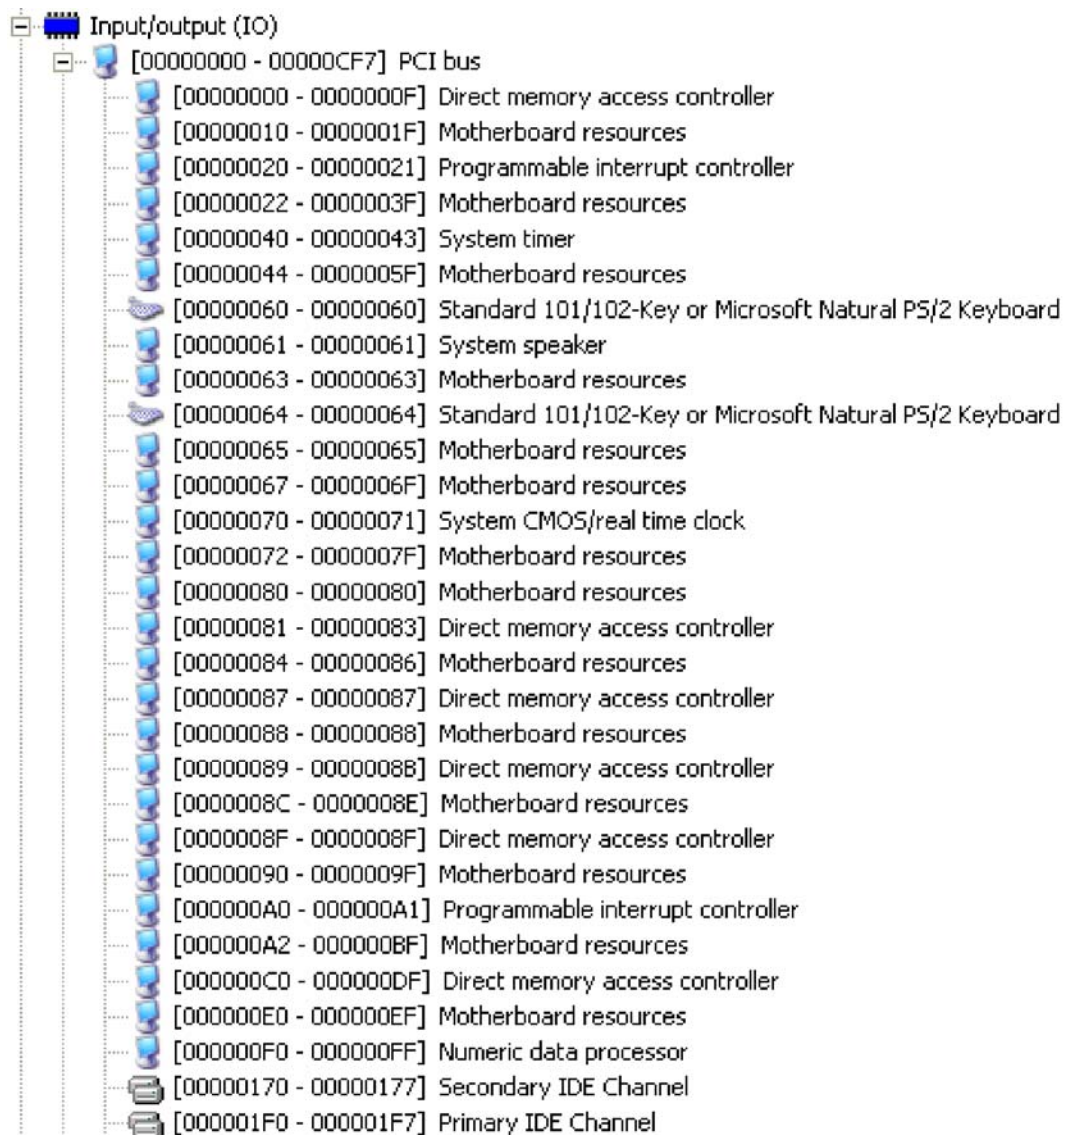 Input/output (IO)
[00000000 - 00000CF7] PCI bus
[00000000 - 0000000F] Direct memory access controller
[00000010 - 0000001F] Motherboard resources
[00000020 - 00000021] Programmable interrupt controller
[00000022 - 0000003F] Motherboard resources
[00000040 - 00000043] System timer
[00000044 - 0000005F] Motherboard resources
[00000060 - 00000060] Standard 101/102-Key or Microsoft Natural PS/2 Keyboard
[00000061 - 00000061] System speaker
[00000063 - 00000063] Motherboard resources
[00000064 - 00000064] Standard 101/102-Key or Microsoft Natural PS/2 Keyboard
[00000065 - 00000065] Motherboard resources
[00000067 - 0000006F] Motherboard resources
[00000070 - 00000071] System CMOS/real time clock
[00000072 - 0000007F] Motherboard resources
[00000080 - 00000080] Motherboard resources
[00000081 - 00000083] Direct memory access controller
[00000084 - 00000086] Motherboard resources
[00000087 - 00000087] Direct memory access controller
[00000088 - 00000088] Motherboard resources
[00000089 - 0000008B] Direct memory access controller
[0000008C - 0000008E] Motherboard resources
[0000008F - 0000008F] Direct memory access controller
[00000090 - 0000009F] Motherboard resources
[000000A0 - 000000A1] Programmable interrupt controller
[000000A2 - 000000BF] Motherboard resources
[000000C0 - 000000DF] Direct memory access controller
[000000E0 - 000000EF] Motherboard resources
[000000F0 - 000000FF] Numeric data processor
[00000170 - 00000177] Secondary IDE Channel
[000001F0 - 000001F7] Primary IDE Channel